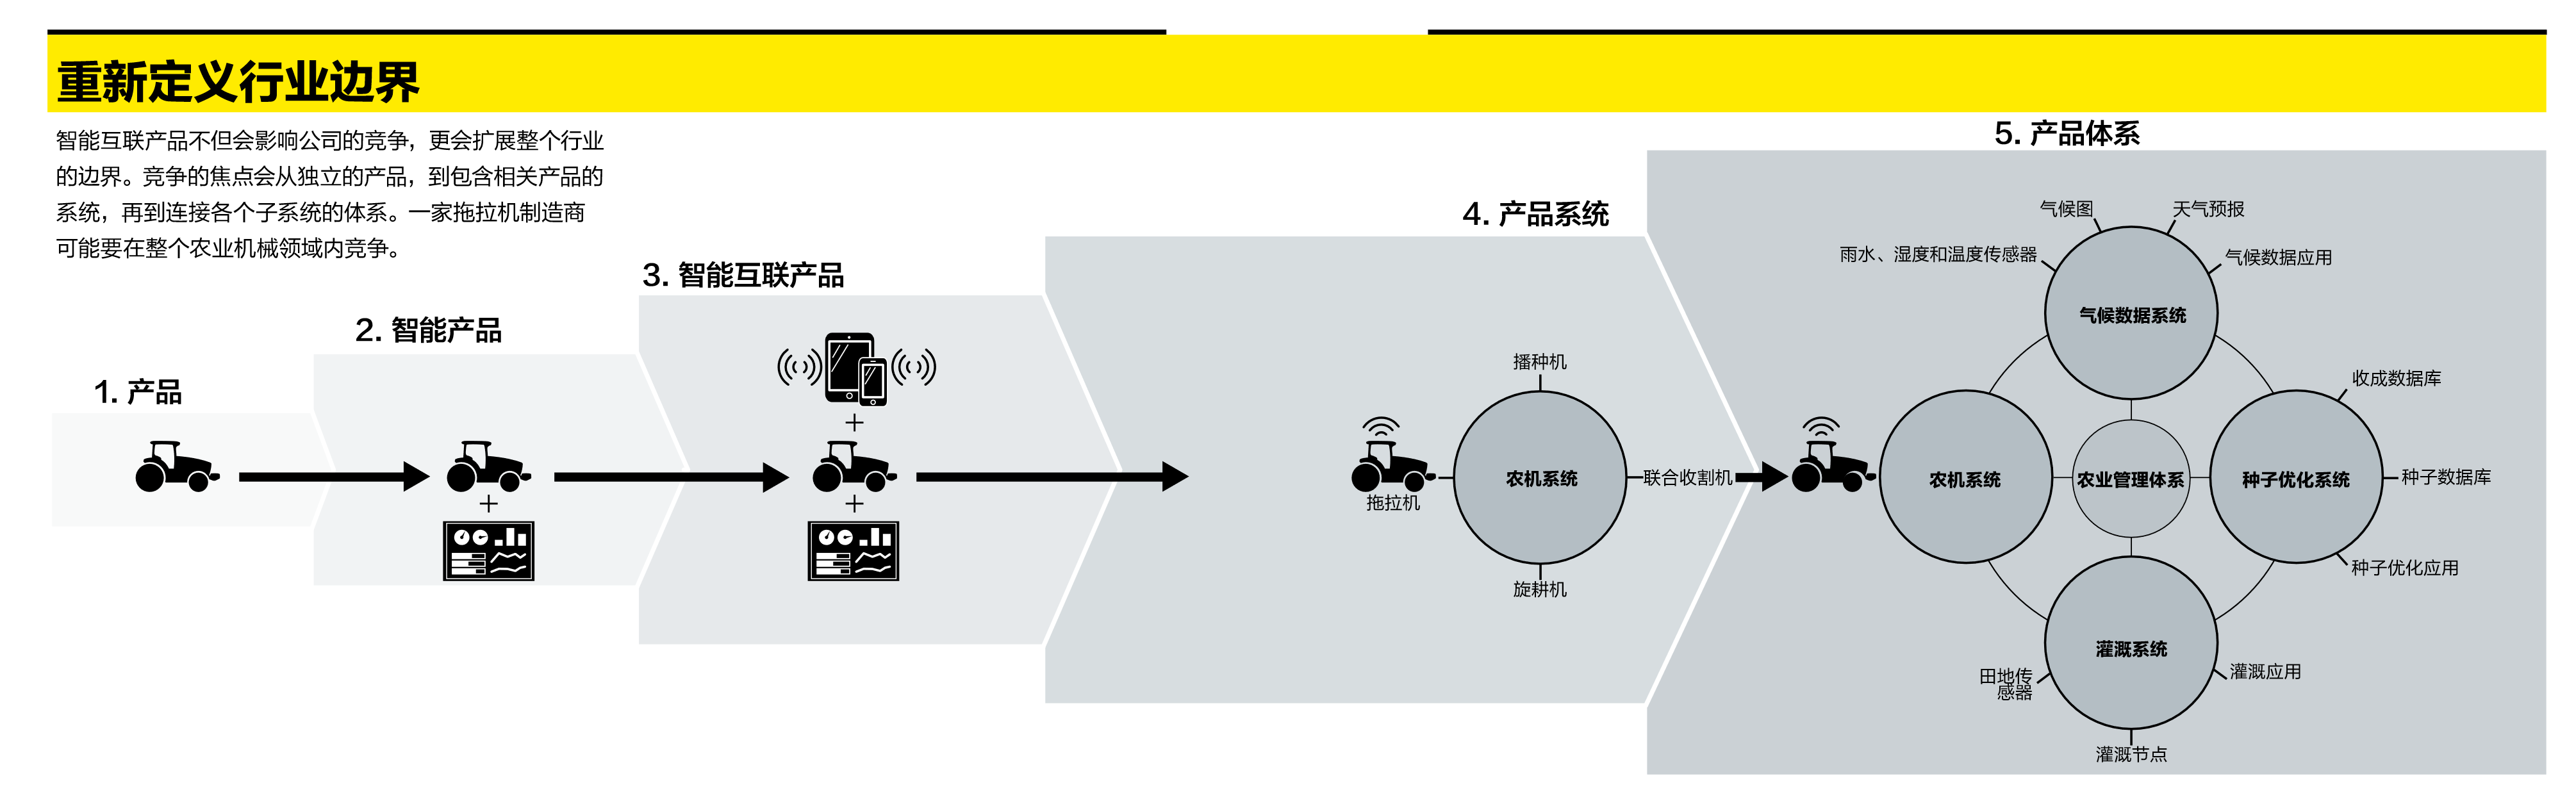 重新定义行业边界
智能互联产品不但会影响公司的竞争，更会扩展整个行业
的边界。竞争的焦点会从独立的产品，到包含相关产品的
系统，再到连接各个子系统的体系。一家拖拉机制造商
可能要在整个农业机械领域内竞争。
1. 产品
2. 智能产品
3. 智能互联产品
4. 产品系统
播种机
农机系统
拖拉机
联合收割机
旋耕机
5. 产品体系
气候图
天气预报
雨水、湿度和温度传感器
气候数据应用
气候数据系统
收成数据库
农机系统
农业管理体系
种子优化系统
种子数据库
种子优化应用
灌溉系统
田地传
感器
灌溉应用
灌溉节点